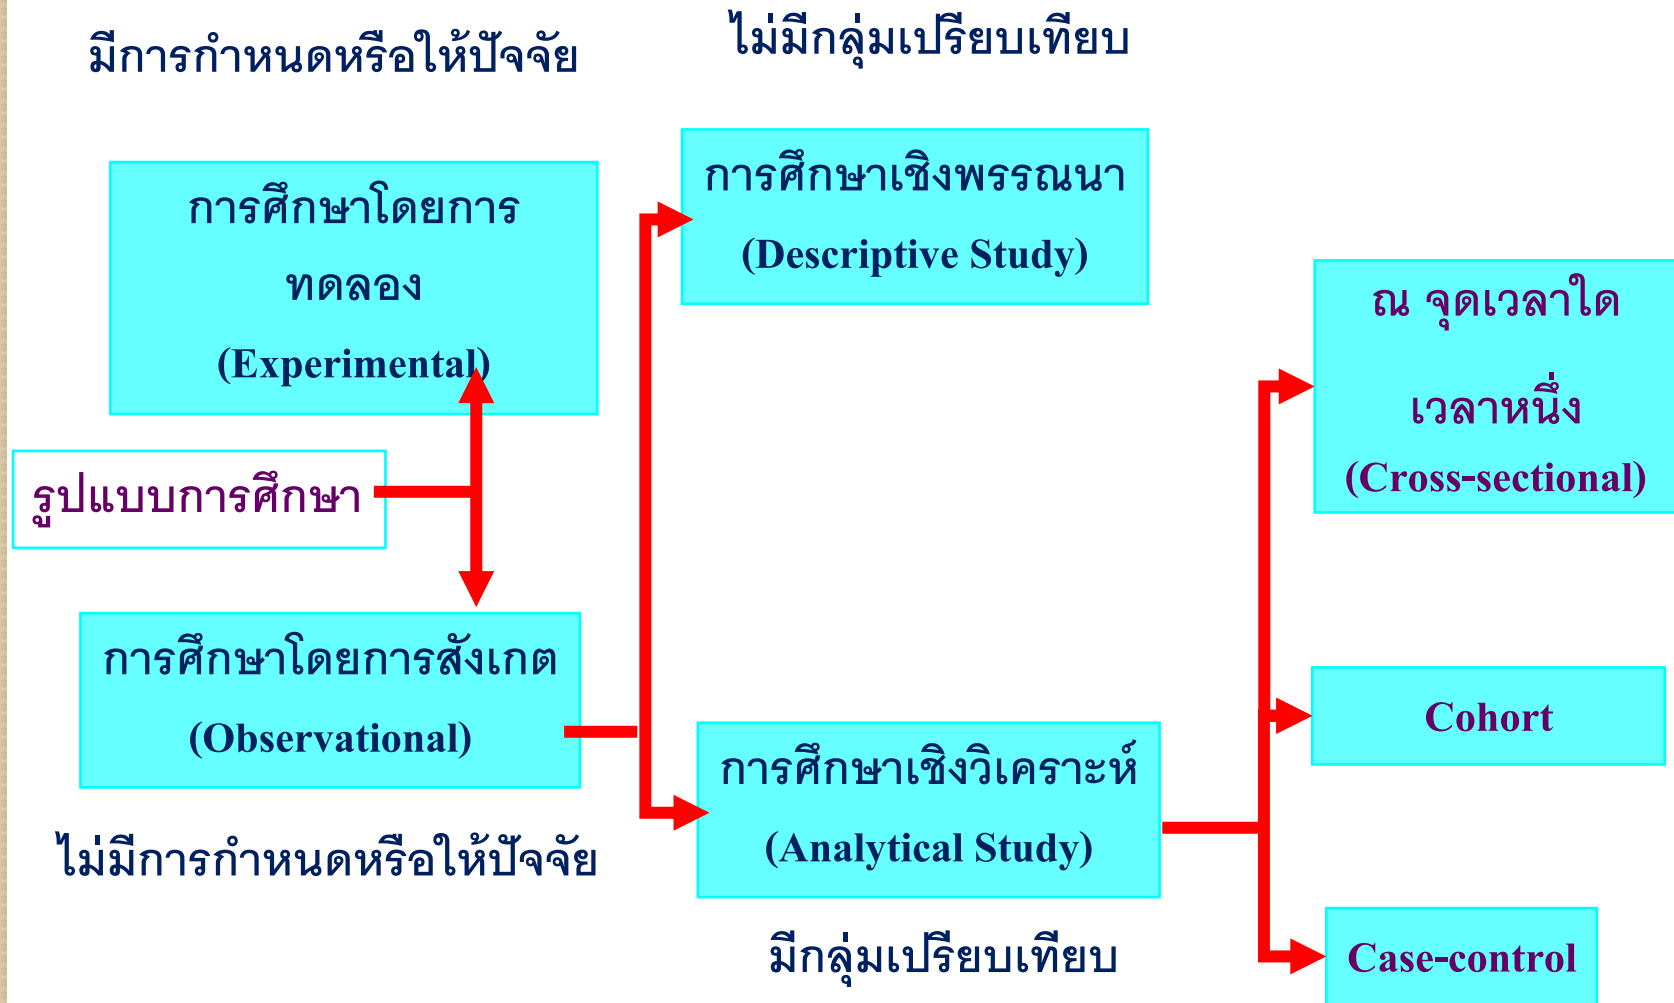 มีการกำหนดหรือให้ปัจจัย
ไม่มีกลุ่มเปรียบเทียบ
การศึกษาโดยการ
ทดลอง
(Experimental)
การศึกษาเชิงพรรณนา
(Descriptive Study)
ณ จุดเวลาใด
เวลาหนึ่ง
(Cross-sectional)
รูปแบบการศึกษา
การศึกษาโดยการสังเกต
(Observational)
ไม่มีการกำหนดหรือให้ปัจจัย
การศึกษาเชิงวิเคราะห์
(Analytical Study)
มีกลุ่มเปรียบเทียบ
Cohort
Case-control